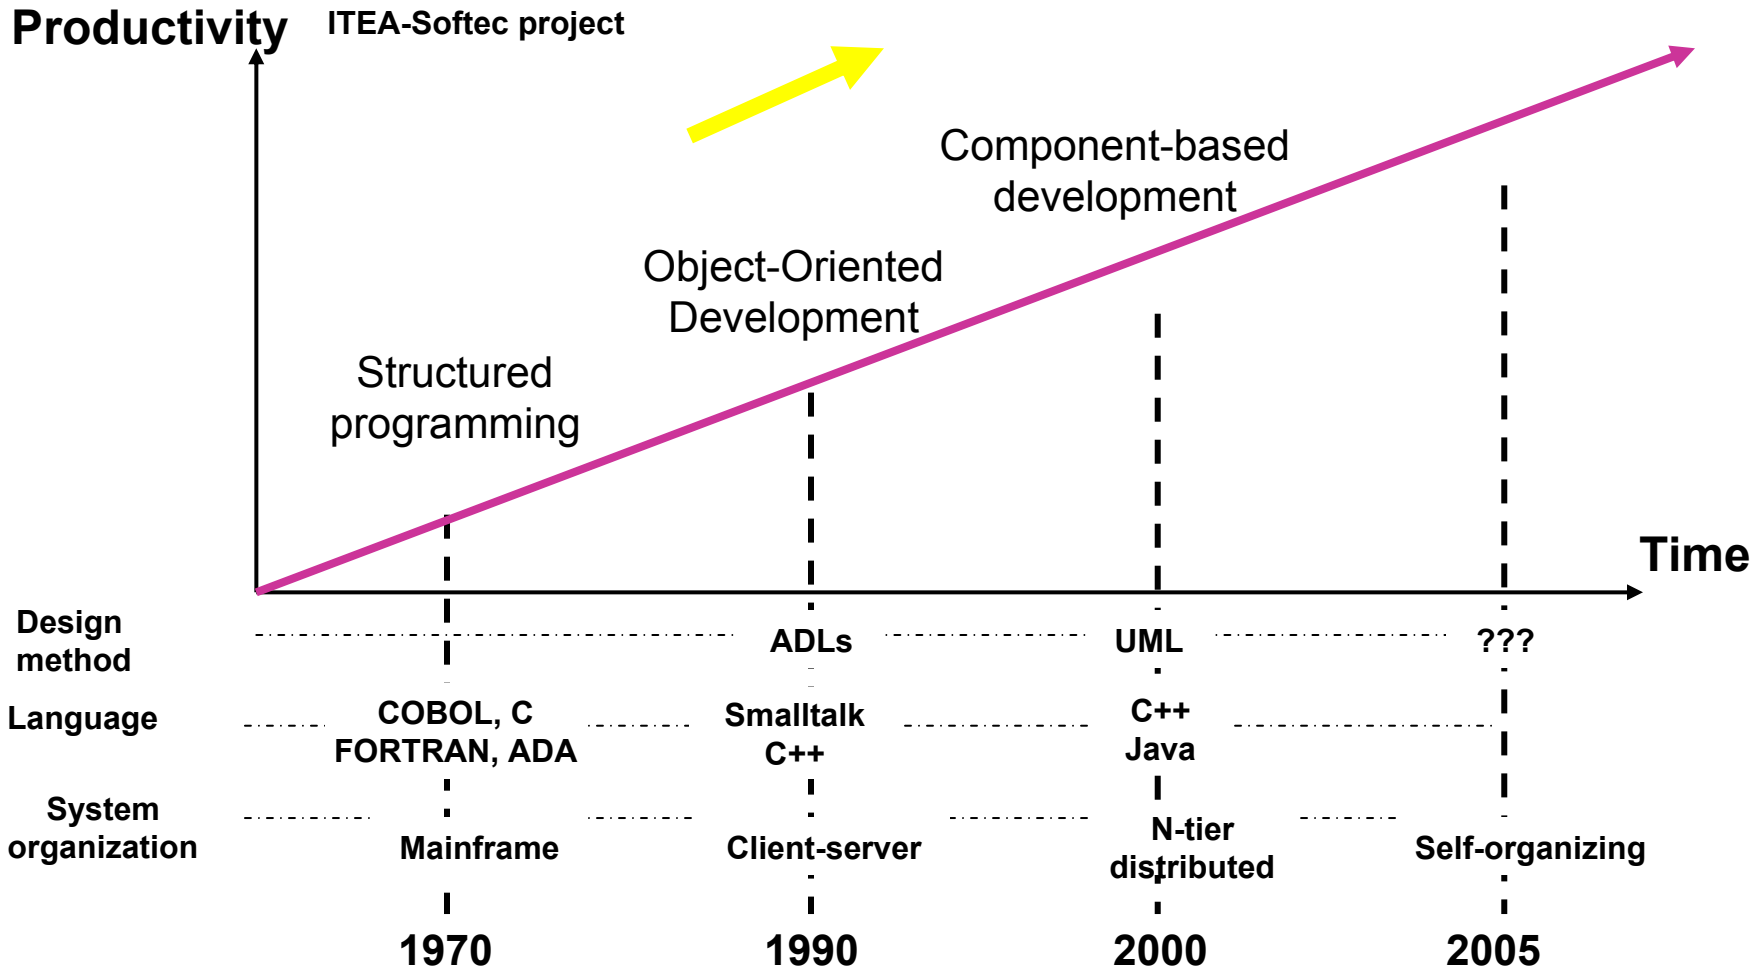 Productivity
ITEA-Softec project
Component-based
development
Object-Oriented
Development
Structured
programming
Time
Design
method
ADLs
UML
???
Language
COBOL, C
FORTRAN, ADA
Smalltalk
C++
C++
Java
System
organization
Mainframe
Client-server
N-tier
distributed
Self-organizing
1970
1990
2000
2005